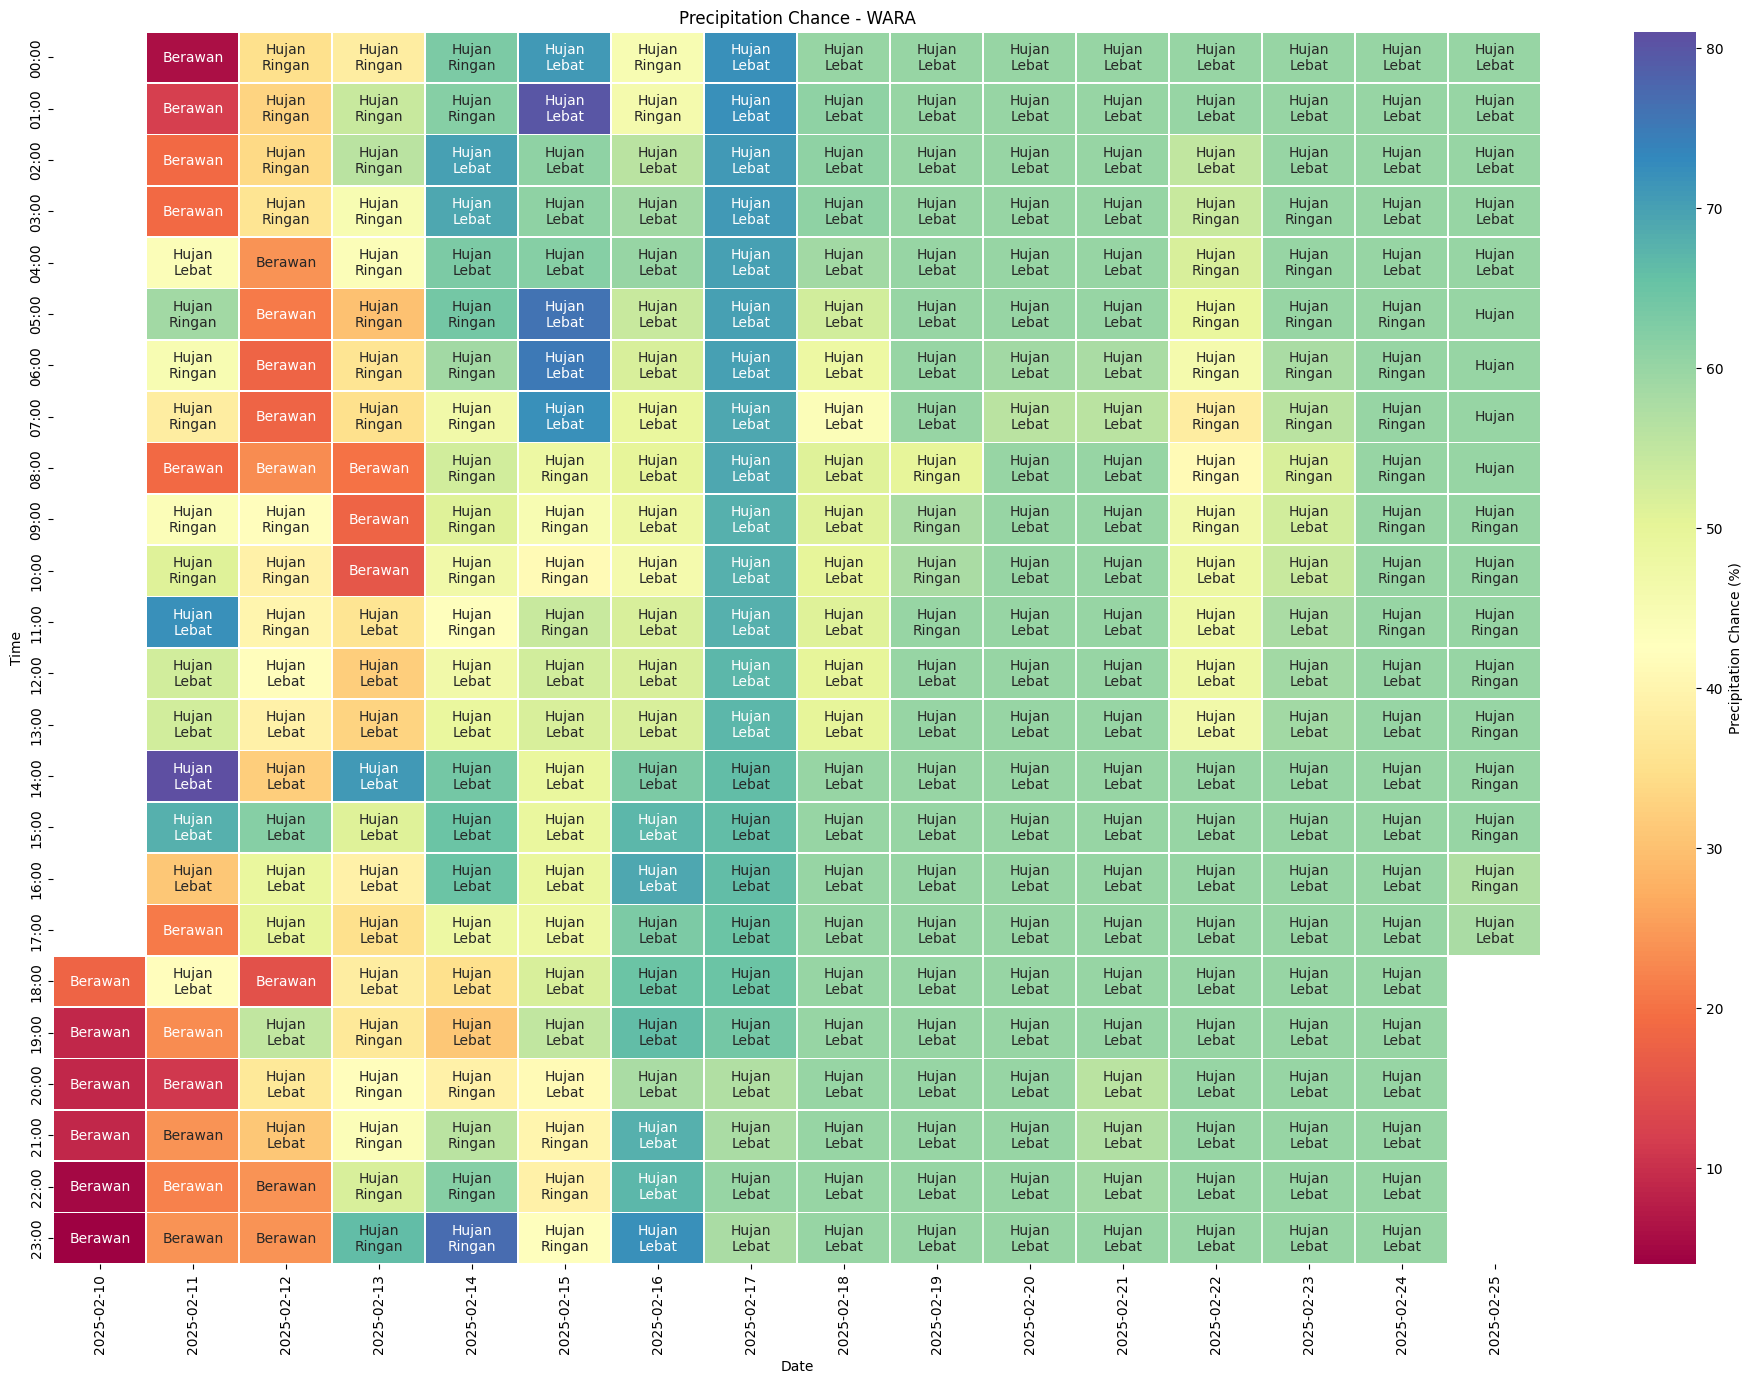 Precipitation Chance - WARA
00:00 Berawan Hujan Ringan Hujan Ringan Hujan Ringan Hujan Lebat Hujan Ringan Hujan Lebat Hujan Lebat Hujan Lebat Hujan Lebat Hujan Lebat Hujan Lebat Hujan Lebat Hujan Lebat Hujan Lebat
01:00 Berawan Hujan Ringan Hujan Ringan Hujan Ringan Hujan Lebat Hujan Ringan Hujan Lebat Hujan Lebat Hujan Lebat Hujan Lebat Hujan Lebat Hujan Lebat Hujan Lebat Hujan Lebat Hujan Lebat
02:00 Berawan Hujan Ringan Hujan Ringan Hujan Lebat Hujan Lebat Hujan Lebat Hujan Lebat Hujan Lebat Hujan Lebat Hujan Lebat Hujan Lebat Hujan Lebat Hujan Lebat Hujan Lebat Hujan Lebat
03:00 Berawan Hujan Ringan Hujan Ringan Hujan Lebat Hujan Lebat Hujan Lebat Hujan Lebat Hujan Lebat Hujan Lebat Hujan Lebat Hujan Lebat Hujan Ringan Hujan Ringan Hujan Lebat Hujan Lebat
04:00 Hujan Lebat Berawan Hujan Ringan Hujan Lebat Hujan Lebat Hujan Lebat Hujan Lebat Hujan Lebat Hujan Lebat Hujan Lebat Hujan Lebat Hujan Ringan Hujan Ringan Hujan Lebat Hujan Lebat
05:00 Hujan Ringan Berawan Hujan Ringan Hujan Ringan Hujan Lebat Hujan Lebat Hujan Lebat Hujan Lebat Hujan Lebat Hujan Lebat Hujan Lebat Hujan Ringan Hujan Ringan Hujan Ringan Hujan
06:00 Hujan Ringan Berawan Hujan Ringan Hujan Ringan Hujan Lebat Hujan Lebat Hujan Lebat Hujan Lebat Hujan Lebat Hujan Lebat Hujan Lebat Hujan Ringan Hujan Ringan Hujan Ringan Hujan
07:00 Hujan Ringan Berawan Hujan Ringan Hujan Ringan Hujan Lebat Hujan Lebat Hujan Lebat Hujan Lebat Hujan Lebat Hujan Lebat Hujan Lebat Hujan Ringan Hujan Ringan Hujan Ringan Hujan
08:00 Berawan Berawan Berawan Hujan Ringan Hujan Ringan Hujan Lebat Hujan Lebat Hujan Lebat Hujan Ringan Hujan Lebat Hujan Lebat Hujan Ringan Hujan Ringan Hujan Ringan Hujan
09:00 Hujan Ringan Hujan Ringan Berawan Hujan Ringan Hujan Ringan Hujan Lebat Hujan Lebat Hujan Lebat Hujan Ringan Hujan Lebat Hujan Lebat Hujan Ringan Hujan Lebat Hujan Ringan Hujan Ringan
10:00 Hujan Ringan Hujan Ringan Berawan Hujan Ringan Hujan Ringan Hujan Lebat Hujan Lebat Hujan Lebat Hujan Ringan Hujan Lebat Hujan Lebat Hujan Lebat Hujan Lebat Hujan Ringan Hujan Ringan
11:00 Hujan Lebat Hujan Ringan Hujan Lebat Hujan Ringan Hujan Ringan Hujan Lebat Hujan Lebat Hujan Lebat Hujan Ringan Hujan Lebat Hujan Lebat Hujan Lebat Hujan Lebat Hujan Ringan Hujan Ringan
12:00 Hujan Lebat Hujan Lebat Hujan Lebat Hujan Lebat Hujan Lebat Hujan Lebat Hujan Lebat Hujan Lebat Hujan Lebat Hujan Lebat Hujan Lebat Hujan Lebat Hujan Lebat Hujan Lebat Hujan Ringan
13:00 Hujan Lebat Hujan Lebat Hujan Lebat Hujan Lebat Hujan Lebat Hujan Lebat Hujan Lebat Hujan Lebat Hujan Lebat Hujan Lebat Hujan Lebat Hujan Lebat Hujan Lebat Hujan Lebat Hujan Ringan
14:00 Hujan Lebat Hujan Lebat Hujan Lebat Hujan Lebat Hujan Lebat Hujan Lebat Hujan Lebat Hujan Lebat Hujan Lebat Hujan Lebat Hujan Lebat Hujan Lebat Hujan Lebat Hujan Lebat Hujan Ringan
15:00 Hujan Lebat Hujan Lebat Hujan Lebat Hujan Lebat Hujan Lebat Hujan Lebat Hujan Lebat Hujan Lebat Hujan Lebat Hujan Lebat Hujan Lebat Hujan Lebat Hujan Lebat Hujan Lebat Hujan Ringan
16:00 Hujan Lebat Hujan Lebat Hujan Lebat Hujan Lebat Hujan Lebat Hujan Lebat Hujan Lebat Hujan Lebat Hujan Lebat Hujan Lebat Hujan Lebat Hujan Lebat Hujan Lebat Hujan Lebat Hujan Ringan
17:00 Berawan Hujan Lebat Hujan Lebat Hujan Lebat Hujan Lebat Hujan Lebat Hujan Lebat Hujan Lebat Hujan Lebat Hujan Lebat Hujan Lebat Hujan Lebat Hujan Lebat Hujan Lebat Hujan Lebat
18:00 Berawan Hujan Lebat Berawan Hujan Lebat Hujan Lebat Hujan Lebat Hujan Lebat Hujan Lebat Hujan Lebat Hujan Lebat Hujan Lebat Hujan Lebat Hujan Lebat Hujan Lebat Hujan Lebat
19:00 Berawan Berawan Hujan Lebat Hujan Ringan Hujan Lebat Hujan Lebat Hujan Lebat Hujan Lebat Hujan Lebat Hujan Lebat Hujan Lebat Hujan Lebat Hujan Lebat Hujan Lebat Hujan Lebat
20:00 Berawan Berawan Hujan Lebat Hujan Ringan Hujan Ringan Hujan Lebat Hujan Lebat Hujan Lebat Hujan Lebat Hujan Lebat Hujan Lebat Hujan Lebat Hujan Lebat Hujan Lebat Hujan Lebat
21:00 Berawan Berawan Hujan Lebat Hujan Ringan Hujan Ringan Hujan Ringan Hujan Lebat Hujan Lebat Hujan Lebat Hujan Lebat Hujan Lebat Hujan Lebat Hujan Lebat Hujan Lebat Hujan Lebat
22:00 Berawan Berawan Berawan Hujan Ringan Hujan Ringan Hujan Ringan Hujan Lebat Hujan Lebat Hujan Lebat Hujan Lebat Hujan Lebat Hujan Lebat Hujan Lebat Hujan Lebat Hujan Lebat
23:00 Berawan Berawan Berawan Hujan Ringan Hujan Ringan Hujan Ringan Hujan Lebat Hujan Lebat Hujan Lebat Hujan Lebat Hujan Lebat Hujan Lebat Hujan Lebat Hujan Lebat Hujan Lebat
Time
2025-02-10 2025-02-11 2025-02-12 2025-02-13 2025-02-14 2025-02-15 2025-02-16 2025-02-17 2025-02-18 2025-02-19 2025-02-20 2025-02-21 2025-02-22 2025-02-23 2025-02-24 2025-02-25
Date
80
70
60
50
40
30
20
10
Precipitation Chance (%)